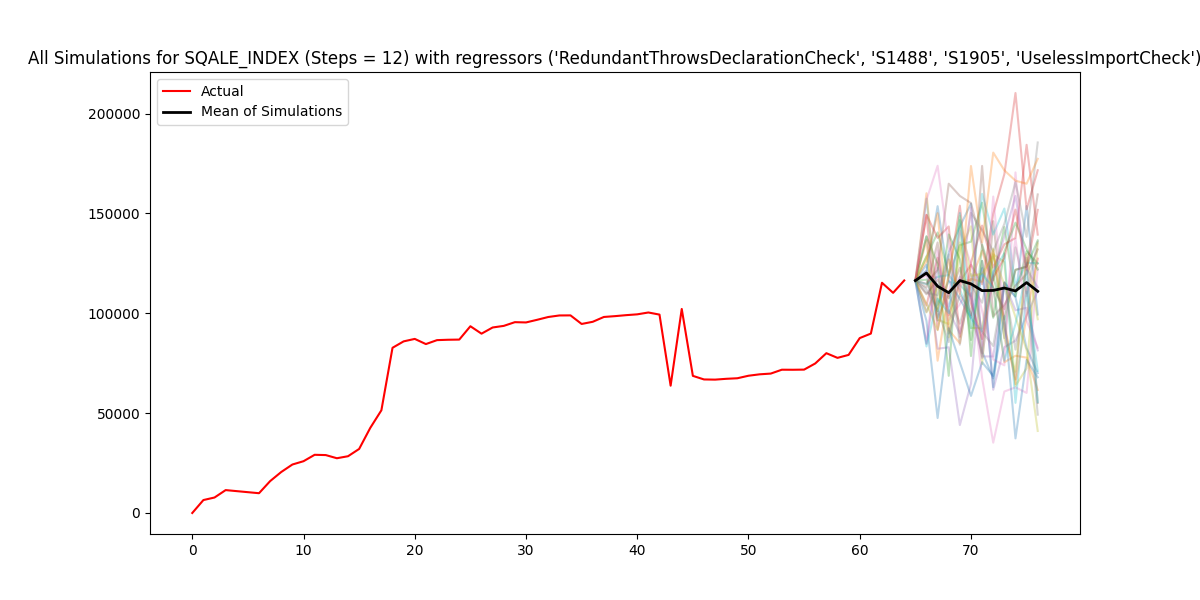 All Simulations for SQALE_INDEX (Steps = 12) with regressors ('RedundantThrowsDeclarationCheck', 'S1488', 'S1905', 'UselessImportCheck')
Actual
Mean of Simulations
200000
150000
100000
50000
0
0 10 20 30 40 50 60 70